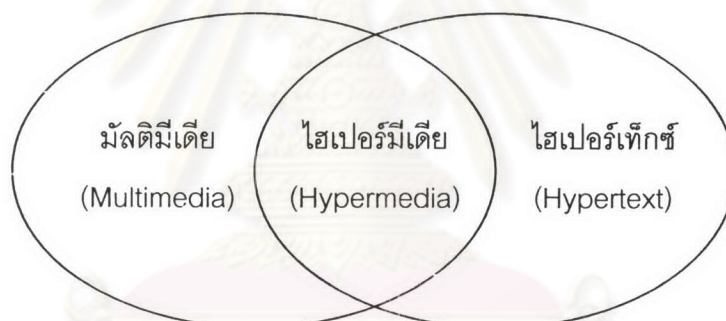 มัลติมีเดีย ไฮเปอร์มีเดีย ไฮเปอร์เท็กซ์
(Multimedia) (Hypermedia) (Hypertext)